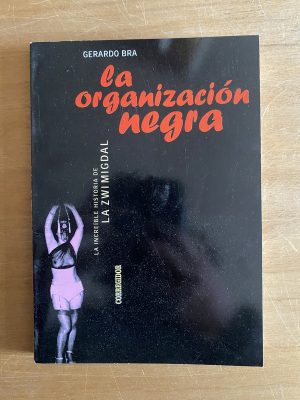 GERARDO BRA
la
organización
negra
LA INCREÍBLE HISTORIA DE
LA ZWI MIGDAL
CORREGIDOR